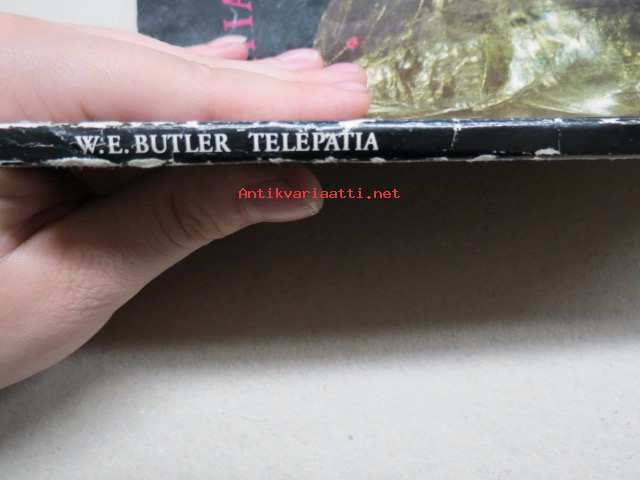 W.E. BUTLER TELEPATIA
Antikvariaatti.net